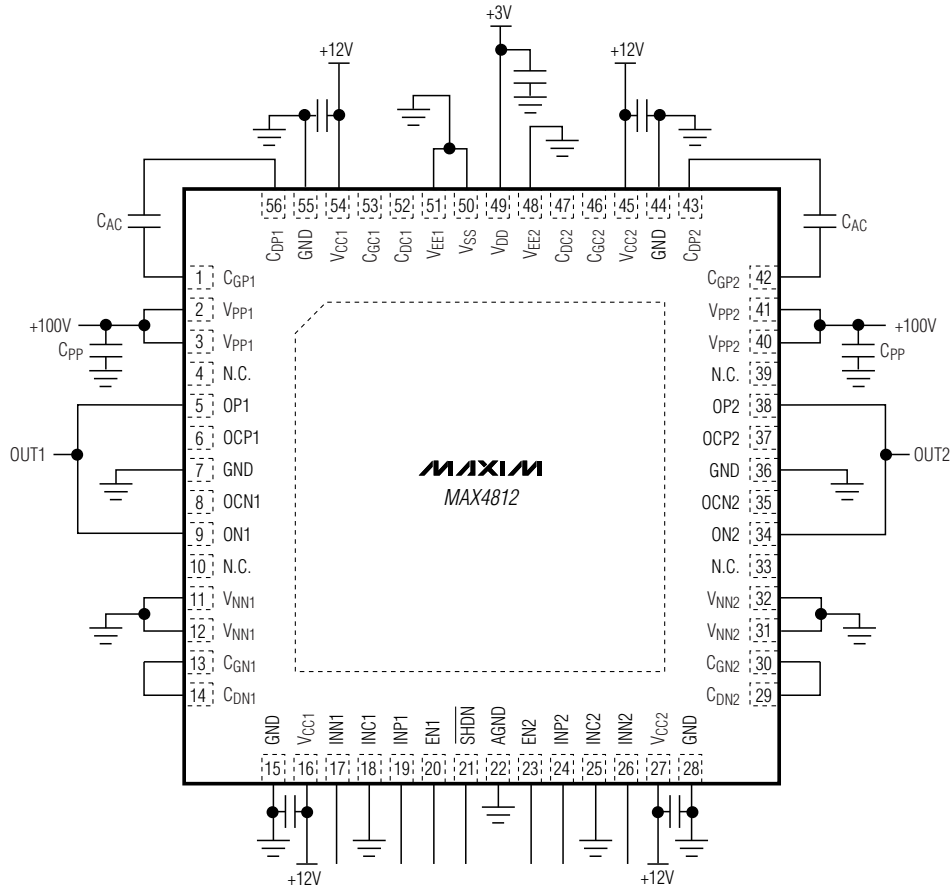 +3V
+12V
+12V
56 55 54 53 52 51 50 49 48 47 46 45 44 43
CDP1 GND VCC1 CGC1 CDC1 VEE1 VSS VDD VEE2 CDC2 CGC2 VCC2 GND CDP2
CAC
CAC
1 CGP1
CGP2 42
2 VPP1
VPP2 41
+100V
+100V
3 VPP1
VPP2 40
CPP
CPP
4 N.C.
N.C. 39
5 OP1
OP2 38
6 OCP1
OCP2 37
OUT1
OUT2
7 GND
GND 36
MAXIM
MAX4812
8 OCN1
OCN2 35
9 ON1
ON2 34
10 N.C.
N.C. 33
11 VNN1
VNN2 32
12 VNN1
VNN2 31
13 CGN1
CGN2 30
14 CDN1
CDN2 29
GND VCC1 INN1 INC1 INP1 EN1 SHDN AGND EN2 INP2 INC2 INN2 VCC2 GND
15 16 17 18 19 20 21 22 23 24 25 26 27 28
+12V
+12V